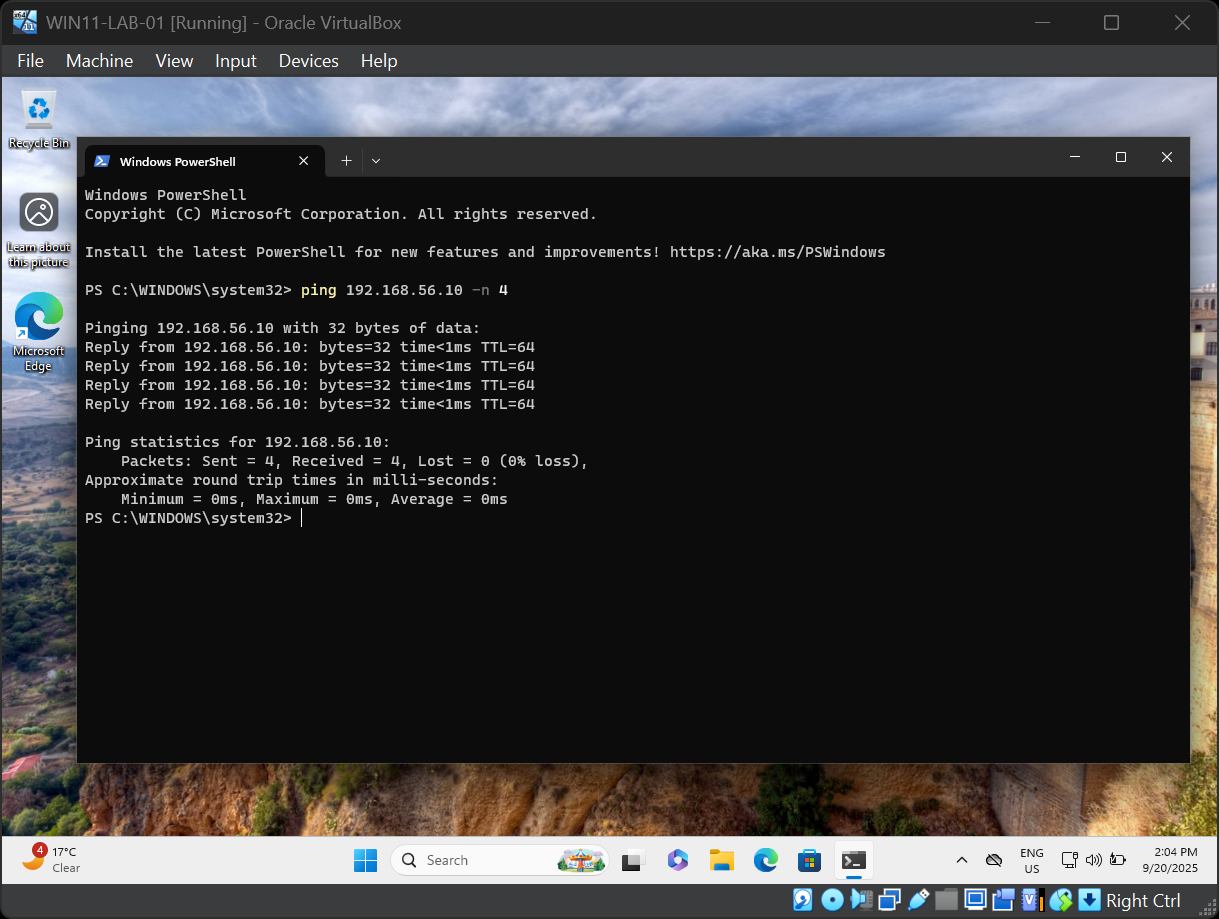 WIN11-LAB-01 [Running] - Oracle VirtualBox
File Machine View Input Devices Help
Recycle Bin
Learn about
this picture
Microsoft
Edge
Windows PowerShell
Windows PowerShell
Copyright (C) Microsoft Corporation. All rights reserved.
Install the latest PowerShell for new features and improvements! https://aka.ms/PSWindows
PS C:\WINDOWS\system32> ping 192.168.56.10 -n 4
Pinging 192.168.56.10 with 32 bytes of data:
Reply from 192.168.56.10: bytes=32 time<1ms TTL=64
Reply from 192.168.56.10: bytes=32 time<1ms TTL=64
Reply from 192.168.56.10: bytes=32 time<1ms TTL=64
Reply from 192.168.56.10: bytes=32 time<1ms TTL=64
Ping statistics for 192.168.56.10:
    Packets: Sent = 4, Received = 4, Lost = 0 (0% loss),
Approximate round trip times in milli-seconds:
    Minimum = 0ms, Maximum = 0ms, Average = 0ms
PS C:\WINDOWS\system32>
4
17°C
Clear
Search
ENG
US
2:04 PM
9/20/2025
Right Ctrl